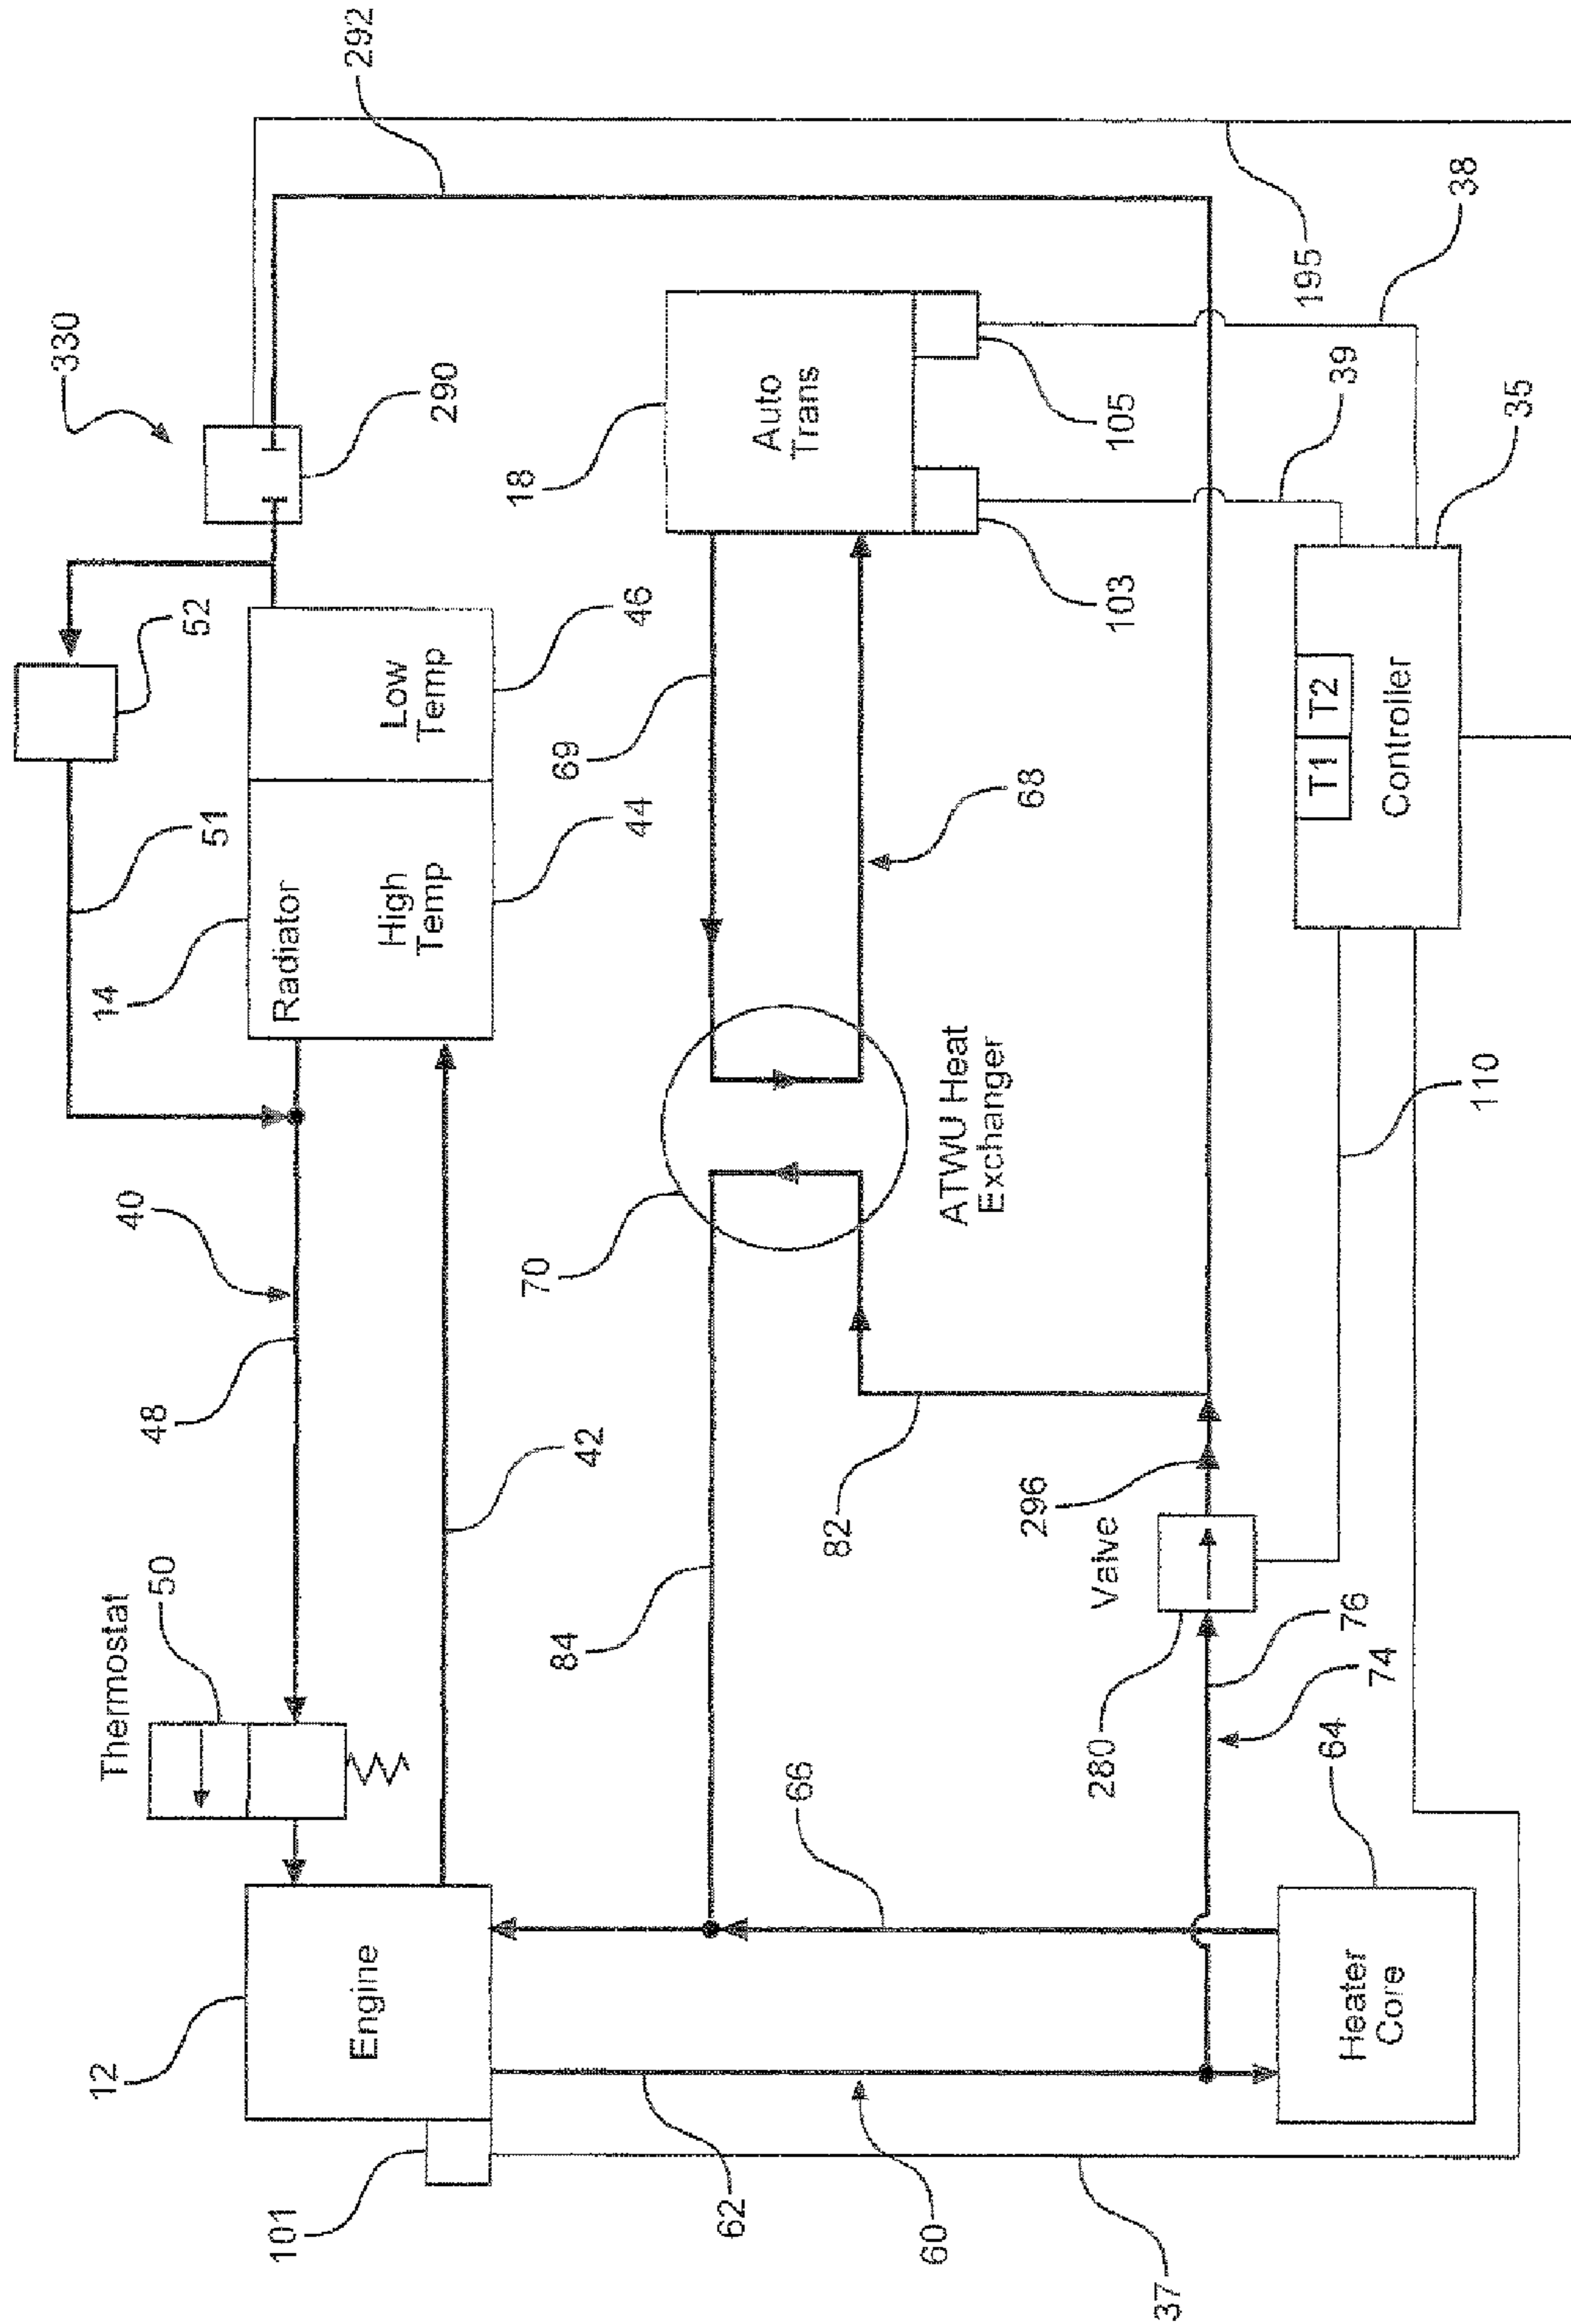 330
12
Thermostat
50
48
40
14
51
52
292
101
Radiator
Engine
High
Temp
Low
Temp
290
18
70
84
42
44
46
62
66
69
Auto
Trans
82
60
ATWU Heat
Exchanger
68
296
280
Valve
103
105
37
195
T1 T2
64
76
39
74
Heater
Core
Controller
38
110
35